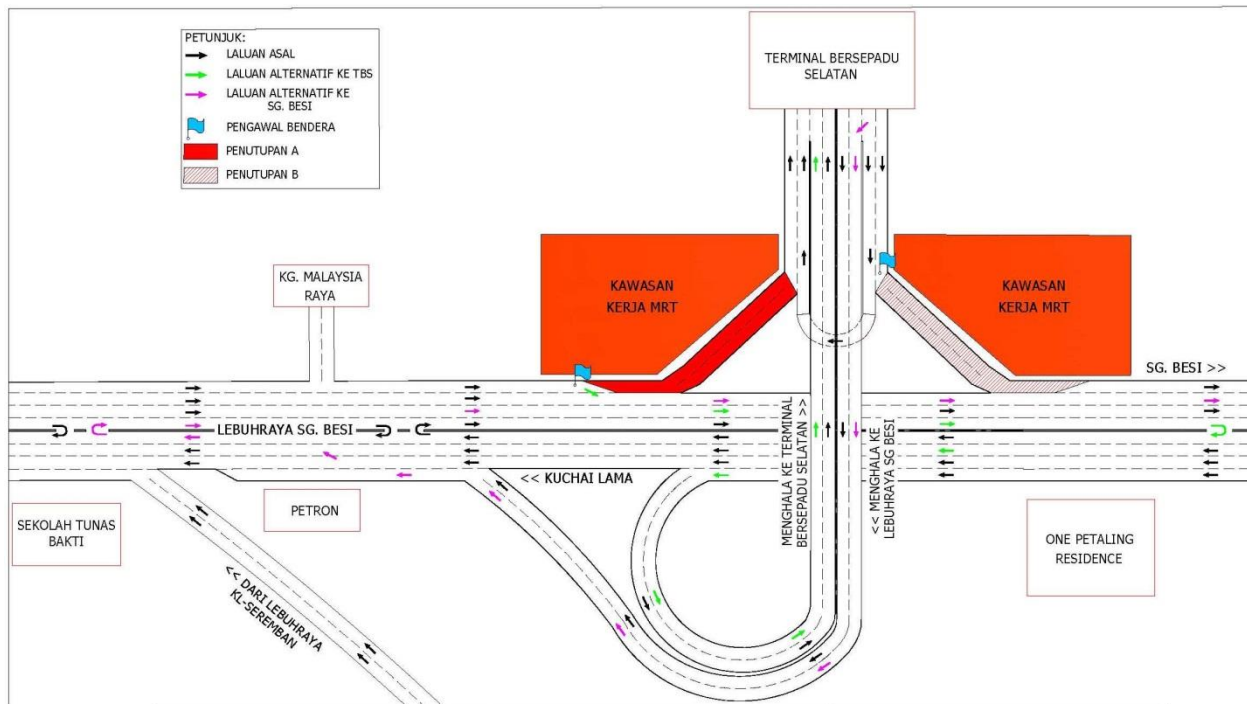 PETUNJUK:
LALUAN ASAL
LALUAN ALTERNATIF KE TBS
LALUAN ALTERNATIF KE
SG. BESI
PENGAWAL BENDERA
PENUTUPAN A
PENUTUPAN B
TERMINAL BERSEPADU
SELATAN
KG. MALAYSIA
RAYA
KAWASAN
KERJA MRT
KAWASAN
KERJA MRT
SG. BESI >>
LEBUHRAYA SG. BESI
MENGHALA KE TERMINAL
BERSEPADU SELATAN >>
<< MENGHALA KE
LEBUHRAYA SG BESI
<< KUCHAI LAMA
SEKOLAH TUNAS
BAKTI
PETRON
ONE PETALING
RESIDENCE
<< DARI LEBUHRAYA
KL-SEREMBAN